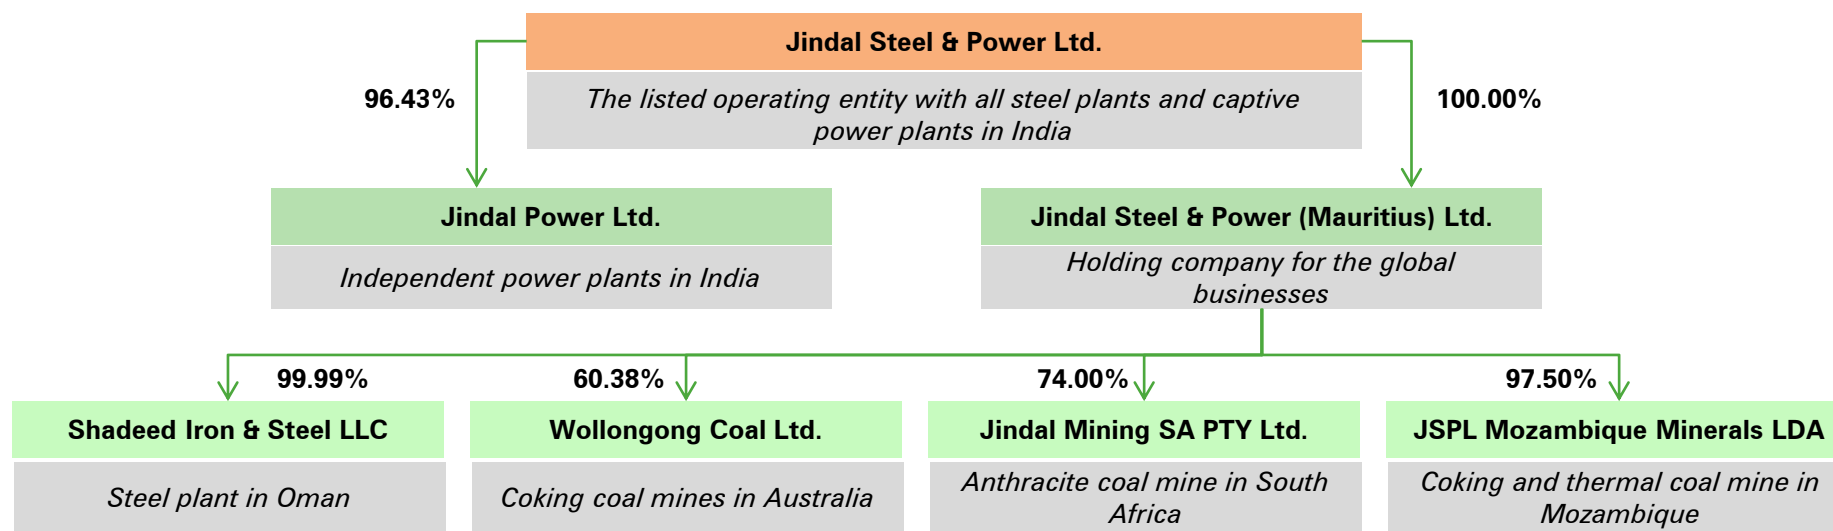 Jindal Steel & Power Ltd.
The listed operating entity with all steel plants and captive
power plants in India
96.43%
100.00%
Jindal Power Ltd.
Independent power plants in India
Jindal Steel & Power (Mauritius) Ltd.
Holding company for the global
businesses
99.99%
60.38%
74.00%
97.50%
Shadeed Iron & Steel LLC
Steel plant in Oman
Wollongong Coal Ltd.
Coking coal mines in Australia
Jindal Mining SA PTY Ltd.
Anthracite coal mine in South
Africa
JSPL Mozambique Minerals LDA
Coking and thermal coal mine in
Mozambique